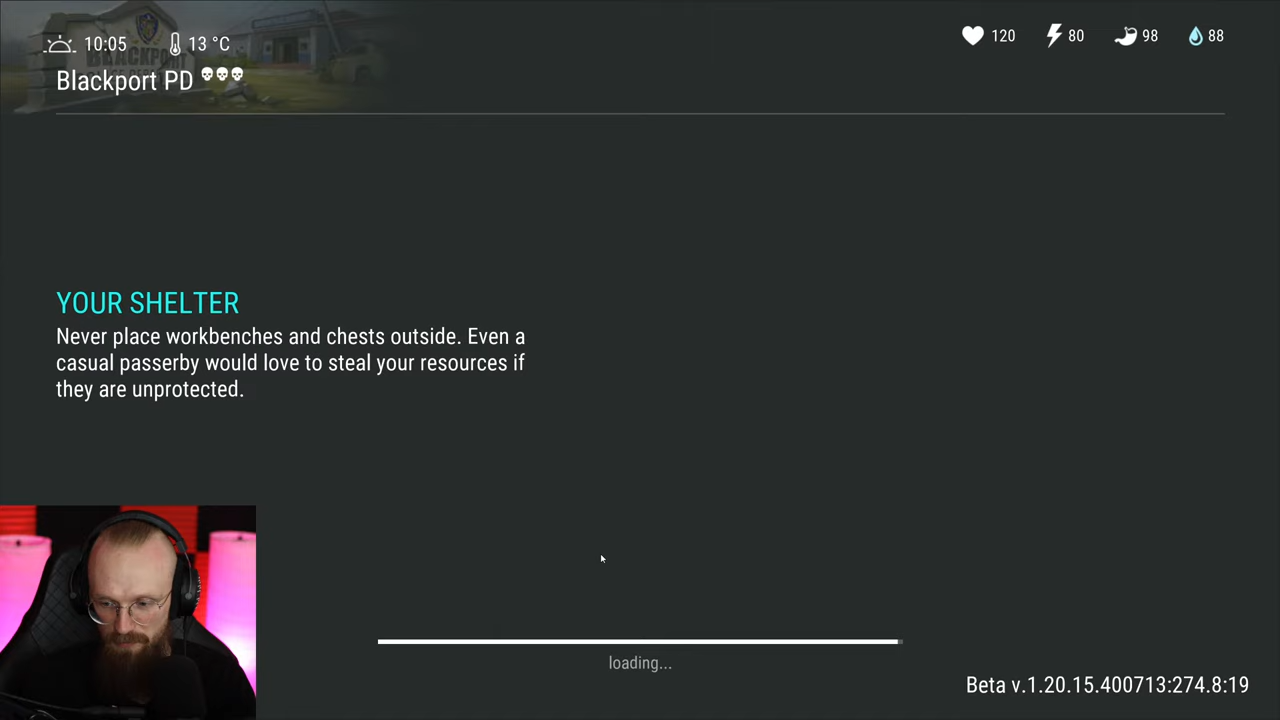 10:05
13 °C
120
80
98
88
BLACKPORT
Blackport PD
YOUR SHELTER
Never place workbenches and chests outside. Even a
casual passerby would love to steal your resources if
they are unprotected.
loading...
Beta v.1.20.15.400713:274.8:19